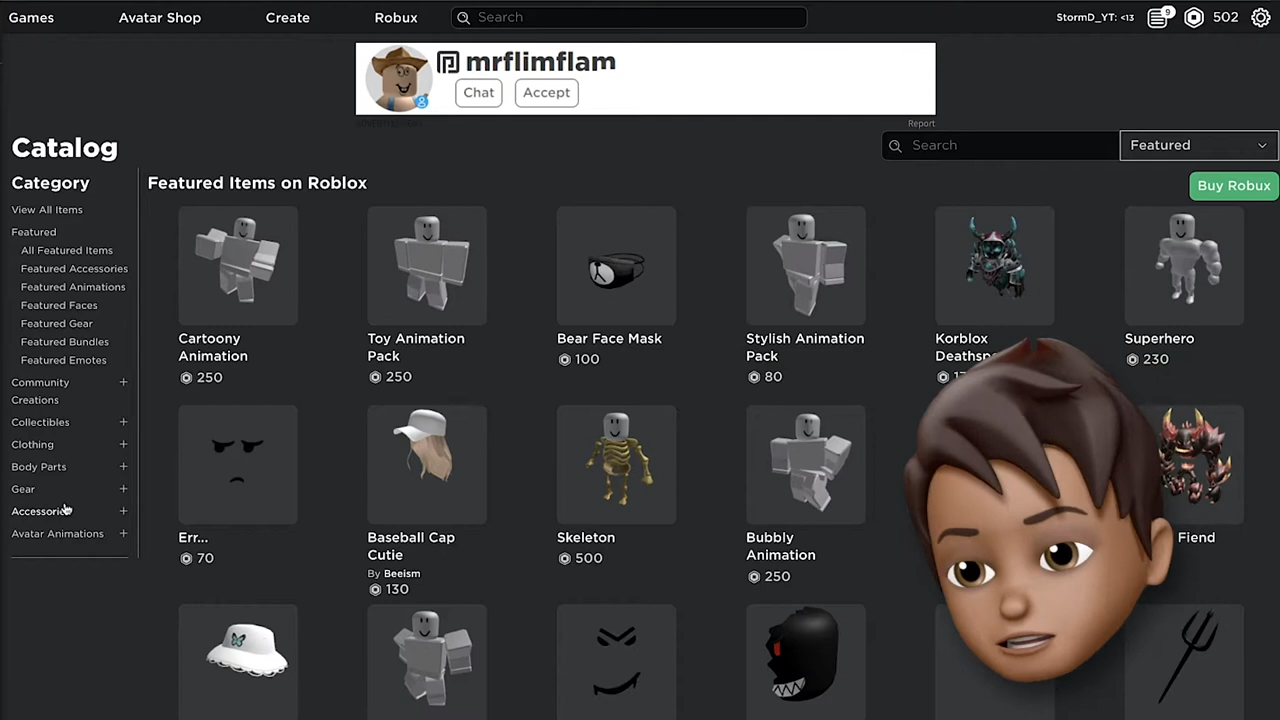 Games Avatar Shop Create Robux Search StormD_YT: <13 9 502
mrflimflam
Chat Accept
Report
Catalog
Search Featured
Category
Featured Items on Roblox
Buy Robux
View All Items
Featured
All Featured Items
Featured Accessories
Featured Animations
Featured Faces
Featured Gear
Featured Bundles
Featured Emotes
Community +
Creations
Collectibles +
Clothing +
Body Parts +
Gear +
Accessories +
Avatar Animations +
Cartoony
Animation
250
Toy Animation
Pack
250
Bear Face Mask
100
Stylish Animation
Pack
80
Korblox
Superhero
230
Err...
70
Baseball Cap
Cutie
By Beeism
130
Skeleton
500
Bubbly
Animation
250
Fiend